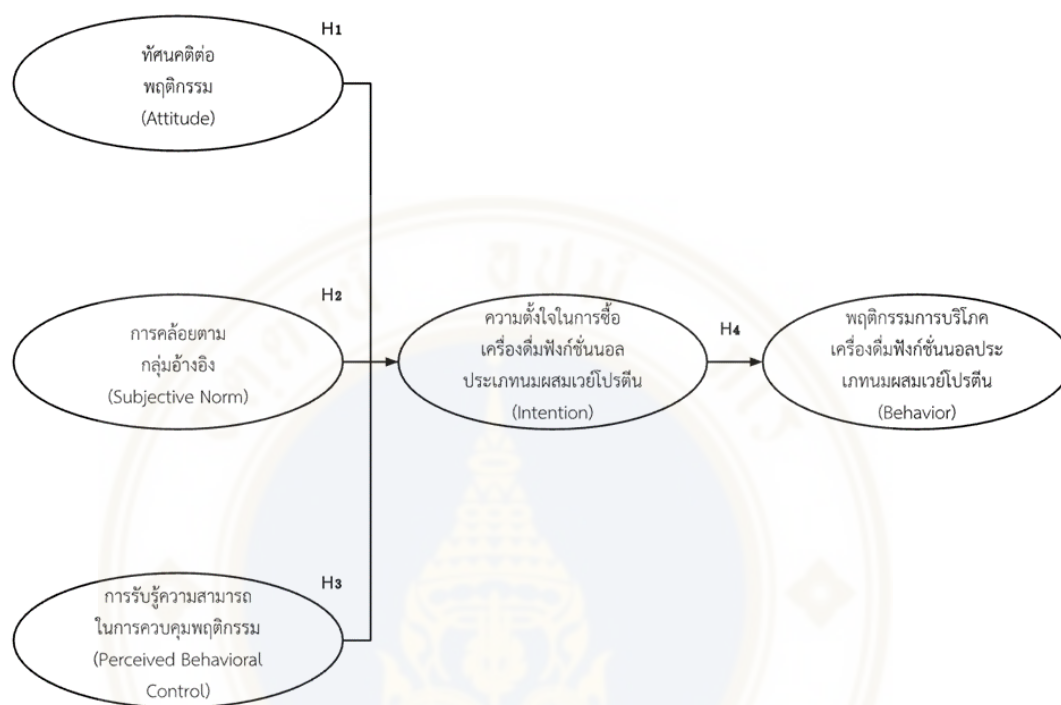 H1
ทัศนคติต่อ
พฤติกรรม
(Attitude)
H2
การคล้อยตาม
กลุ่มอ้างอิง
(Subjective Norm)
ความตั้งใจในการซื้อ
เครื่องดื่มฟังก์ชั่นนอล
ประเภทนมผสมเวย์โปรตีน
(Intention)
H4
พฤติกรรมการบริโภค
เครื่องดื่มฟังก์ชั่นนอลประ
เภทนมผสมเวย์โปรตีน
(Behavior)
H3
การรับรู้ความสามารถ
ในการควบคุมพฤติกรรม
(Perceived Behavioral
Control)